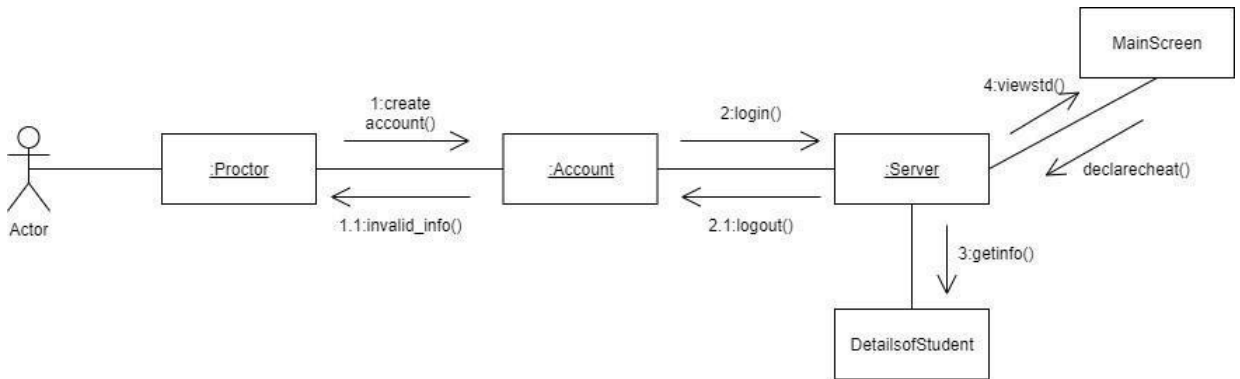 MainScreen
4:viewstd()
1:create
account()
2:login()
:Proctor
:Account
:Server
declarecheat()
Actor
1.1:invalid_info()
2.1:logout()
3:getinfo()
DetailsofStudent